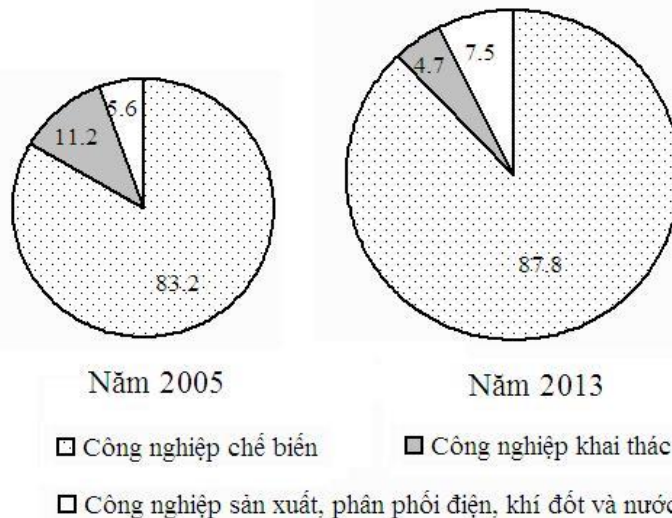 5.6
11.2
83.2
4.7
7.5
87.8
Năm 2005
Năm 2013
Công nghiệp chế biến
Công nghiệp khai thác
Công nghiệp sản xuất, phân phối điện, khí đốt và nước